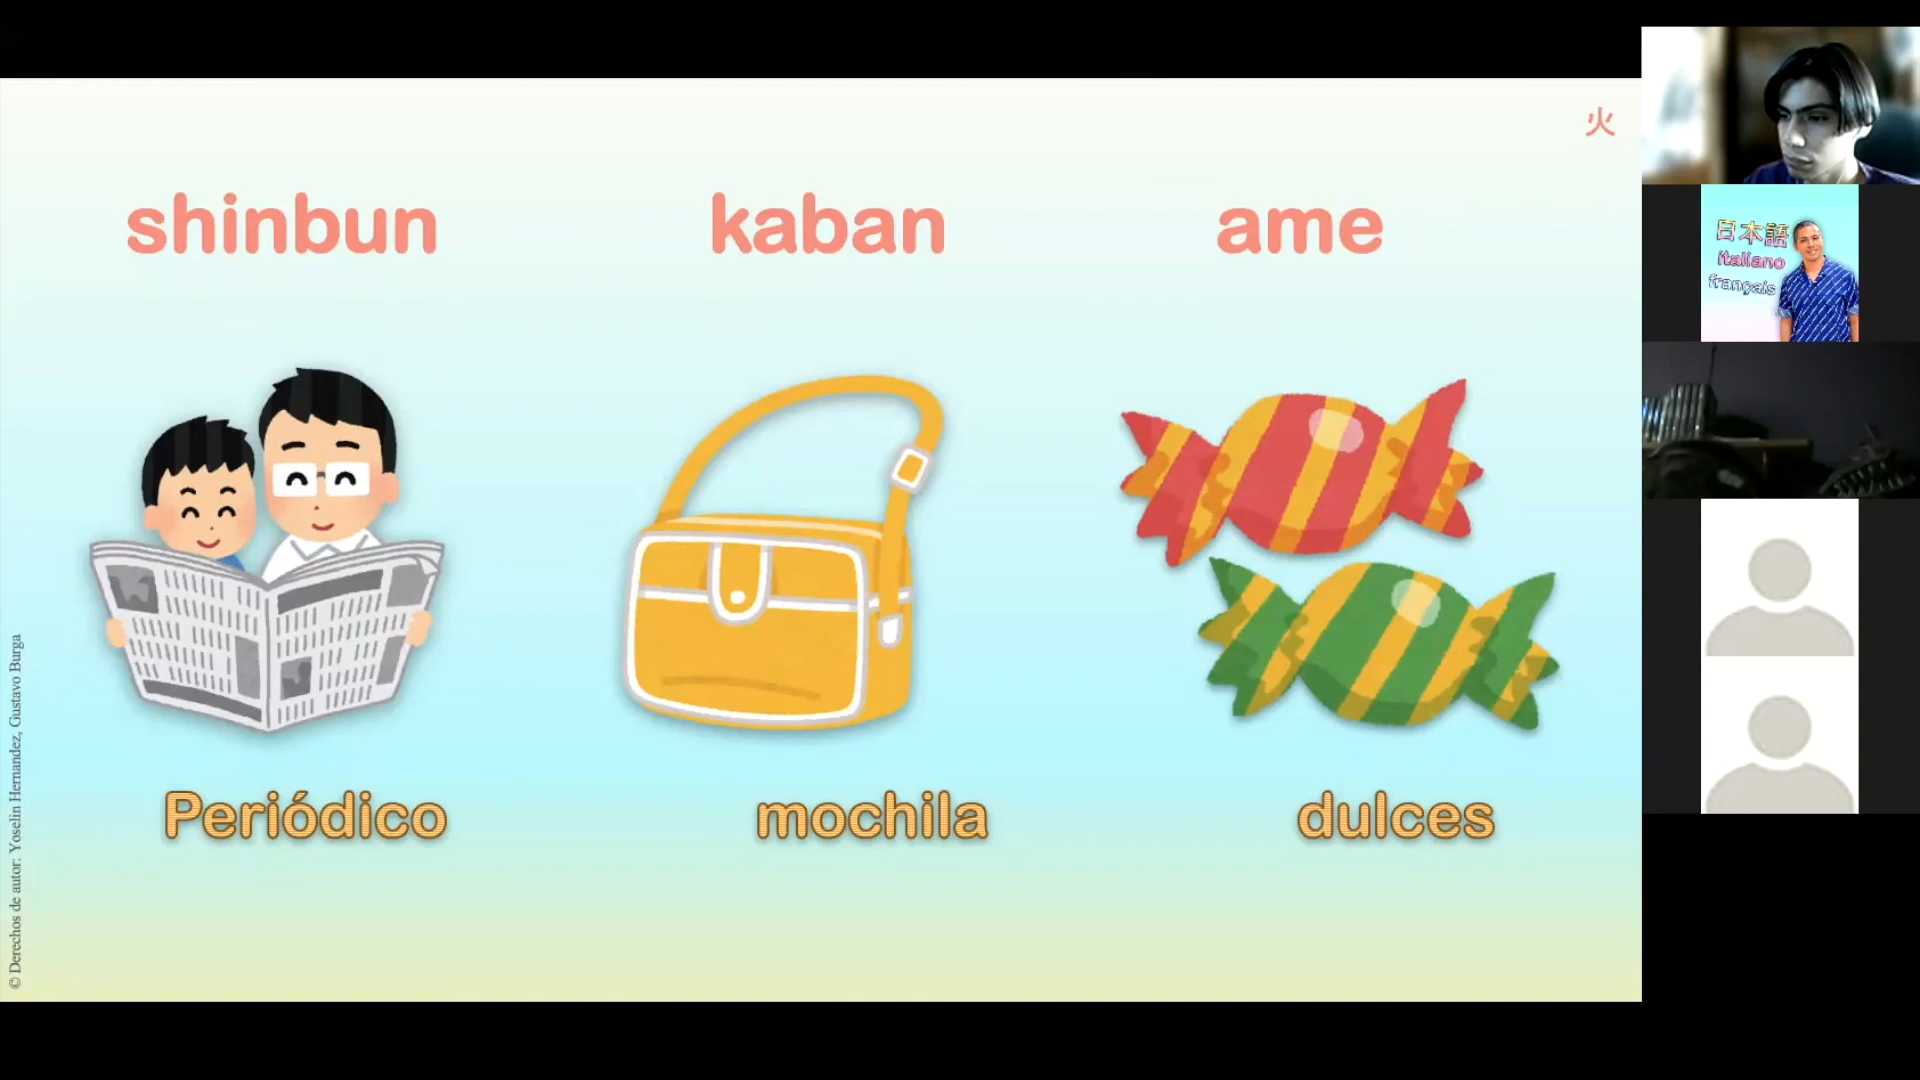 火
shinbun kaban ame
Periódico mochila dulces
© Derechos de autor: Yoselin Hernandez, Gustavo Burga
日本語
italiano
français